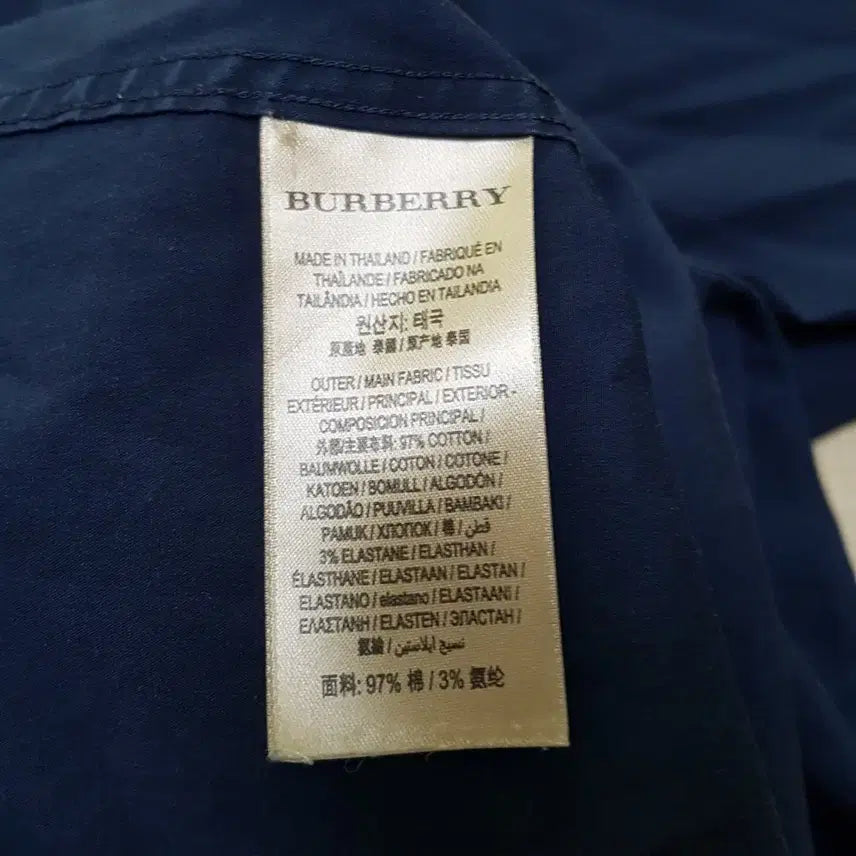 BURBERRY
MADE IN THAILAND / FABRIQUÉ EN
THAÏLANDE / FABRICADO NA
TAILÂNDIA / HECHO EN TAILANDIA
원산지: 태국
原產地 泰國 / 原产地 泰国
OUTER / MAIN FABRIC / TISSU
EXTÉRIEUR / PRINCIPAL / EXTERIOR -
COMPOSICION PRINCIPAL /
外部/主要布料: 97% COTTON /
BAUMWOLLE / COTON / COTONE /
KATOEN / BOMULL / ALGODÓN /
ALGODÃO / PUUVILLA / BAMBAKI /
PAMUK / ХЛОПОК / 棉 / قطن /
3% ELASTANE / ELASTHAN /
ÉLASTHANE / ELASTAAN / ELASTAN /
ELASTANO / elastano / ELASTAANI /
ΕΛΑΣΤΑΝΗ / ELASTEN / ЭЛАСТАН /
氨綸 / نسيج إيلاستين /
面料: 97% 棉 / 3% 氨纶